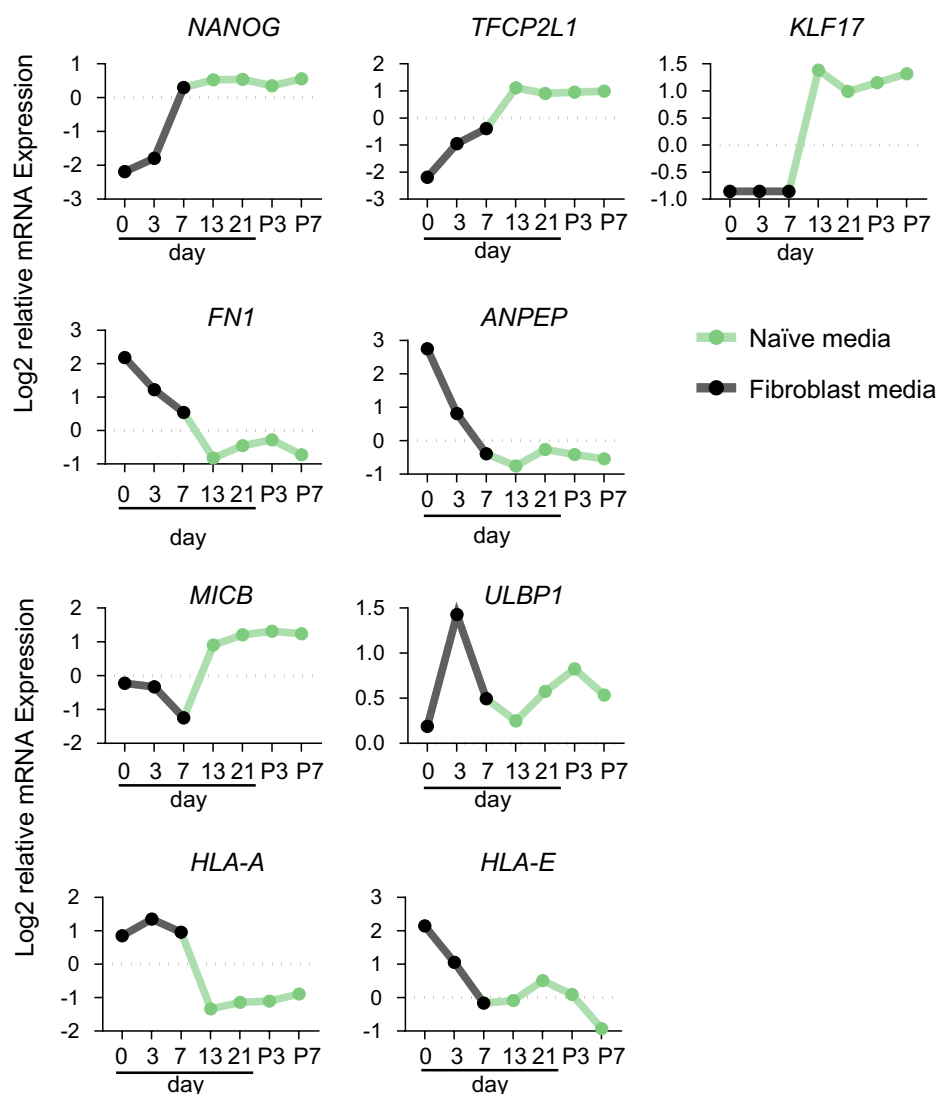 NANOG
TFCP2L1
KLF17
Log2 relative mRNA Expression
1
0
-1
-2
-3
0 3 7 13 21 P3 P7
day
2
1
0
-1
-2
-3
0 3 7 13 21 P3 P7
day
1.5
1.0
0.5
0.0
-0.5
-1.0
0 3 7 13 21 P3 P7
day
FN1
ANPEP
3
2
1
0
-1
0 3 7 13 21 P3 P7
day
3
2
1
0
-1
0 3 7 13 21 P3 P7
day
Naïve media
Fibroblast media
MICB
ULBP1
Log2 relative mRNA Expression
2
1
0
-1
-2
0 3 7 13 21 P3 P7
day
1.5
1.0
0.5
0.0
0 3 7 13 21 P3 P7
day
HLA-A
HLA-E
2
1
0
-1
-2
0 3 7 13 21 P3 P7
day
3
2
1
0
-1
0 3 7 13 21 P3 P7
day